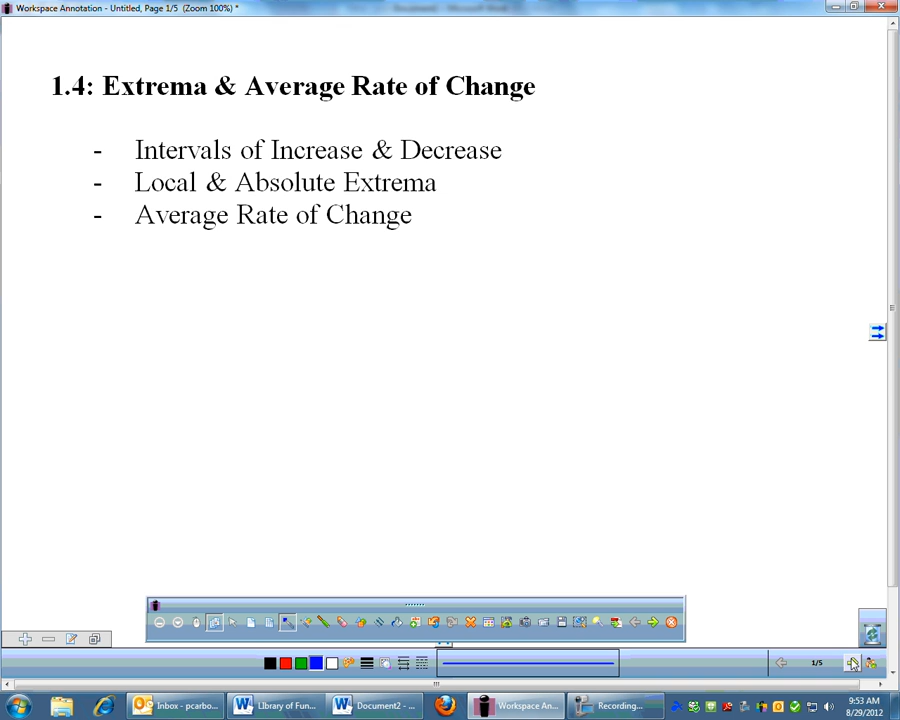 Workspace Annotation - Untitled, Page 1/5 (Zoom 100%) *
1.4: Extrema & Average Rate of Change
- Intervals of Increase & Decrease
- Local & Absolute Extrema
- Average Rate of Change
1/5
Inbox - pcarbo...
Library of Fun...
Document2 - ...
Workspace An...
Recording...
9:53 AM
8/29/2012